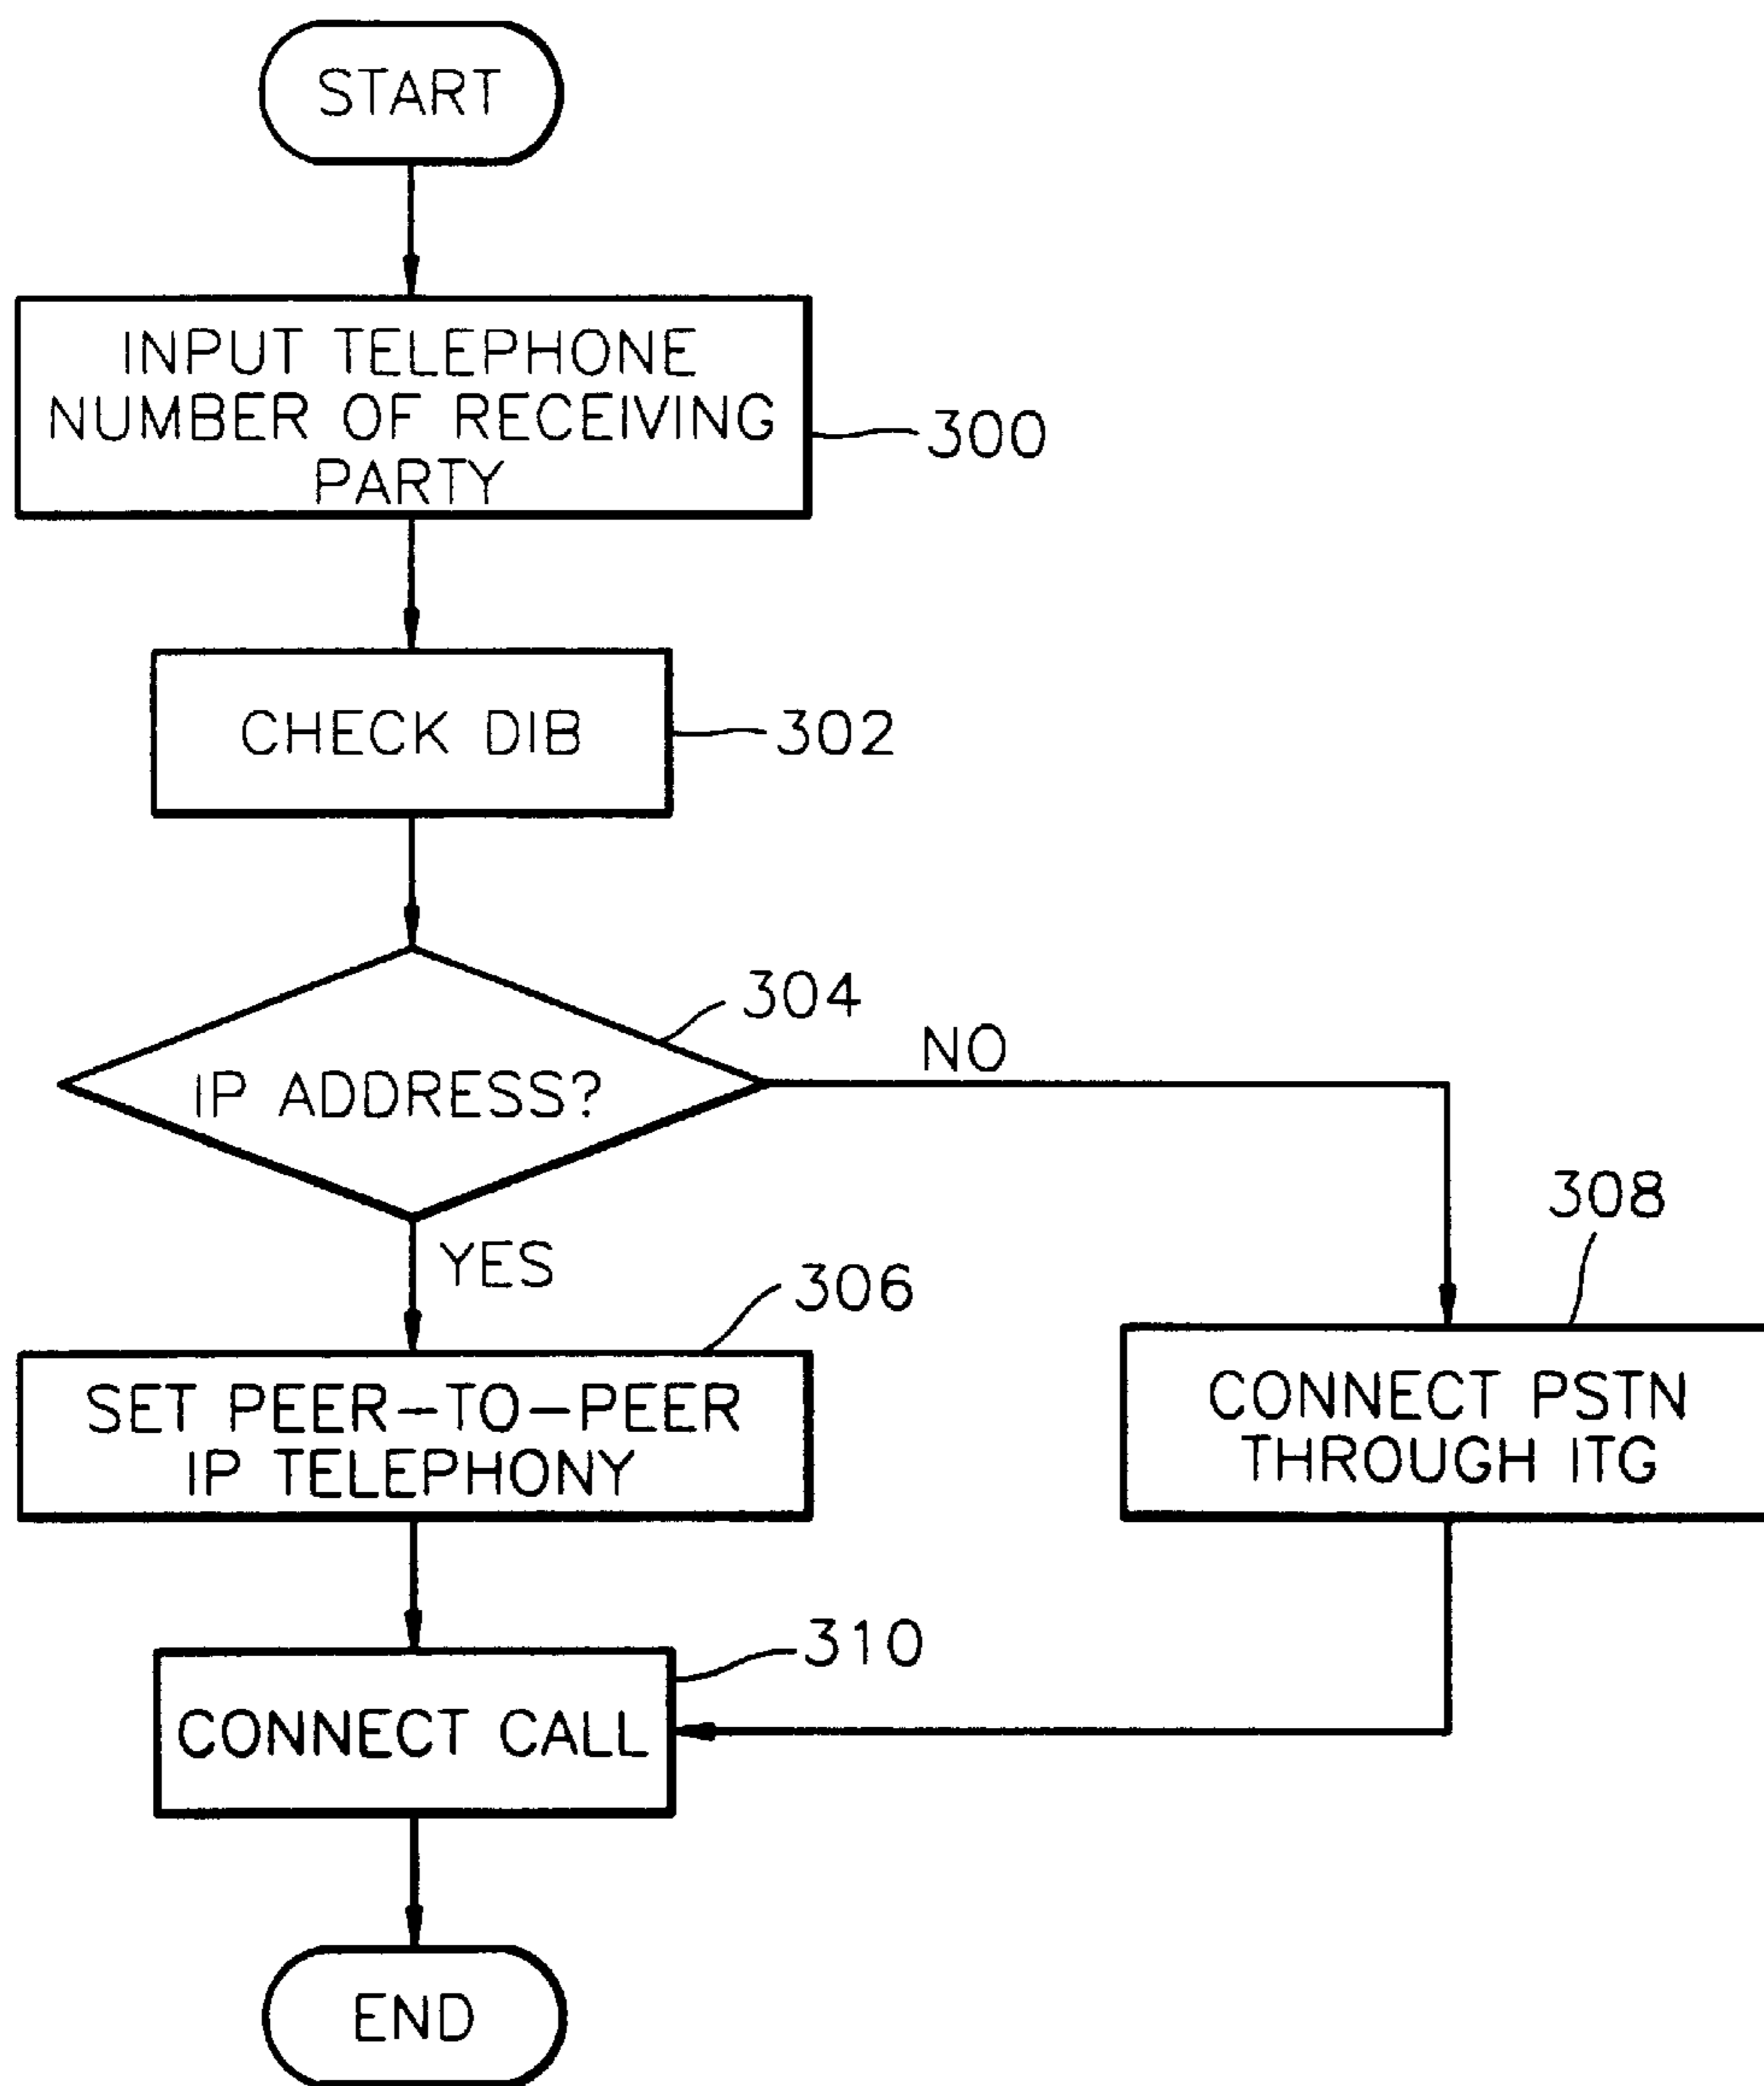 START
INPUT TELEPHONE
NUMBER OF RECEIVING
PARTY
300
CHECK DIB
302
304
IP ADDRESS?
NO
YES
306
SET PEER-TO-PEER
IP TELEPHONY
308
CONNECT PSTN
THROUGH ITG
310
CONNECT CALL
END